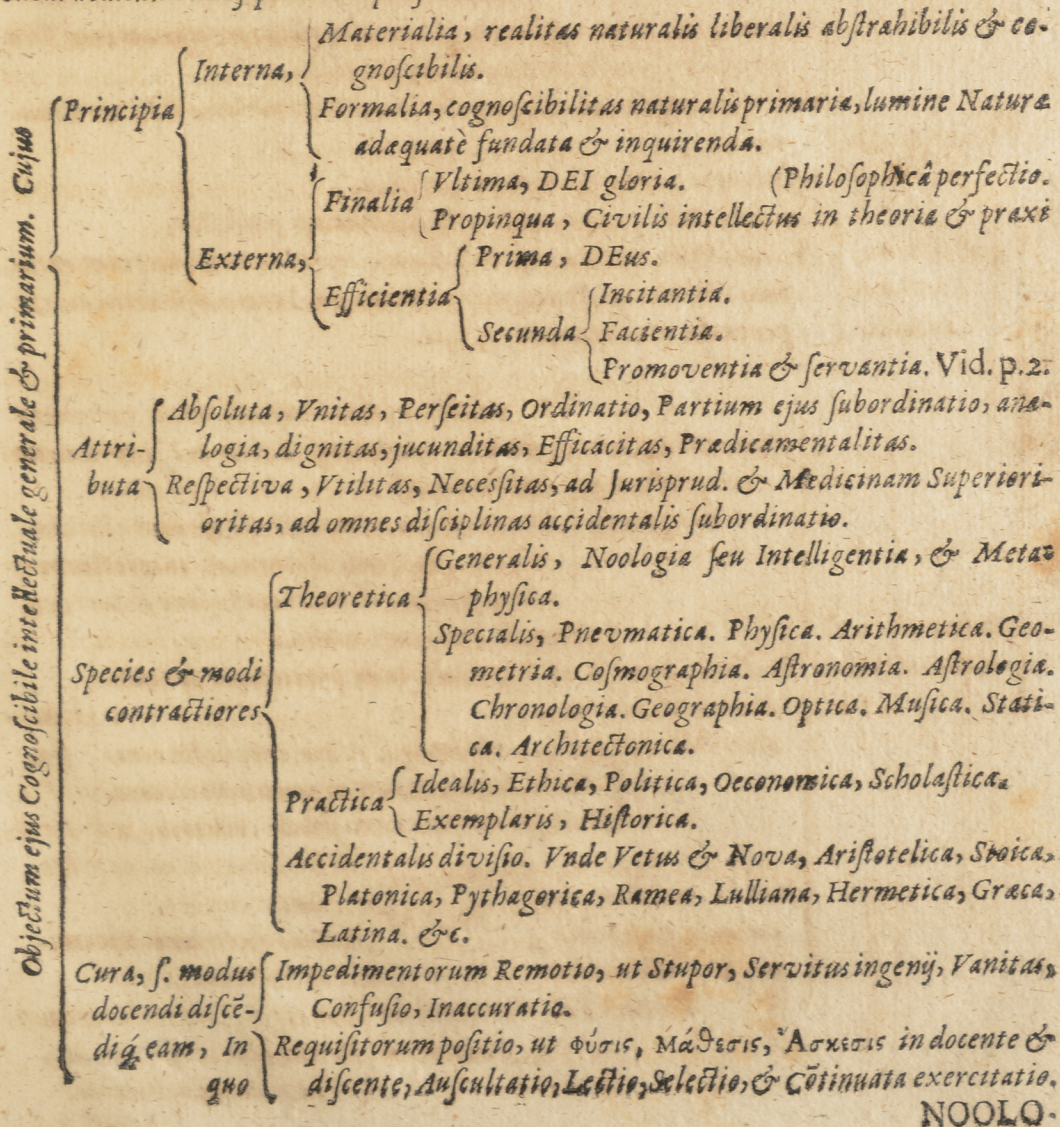 Objectum ejus Cognoſcibile intellectuale generale & primarium. Cujus
Principia
Interna,
Materialia, realitas naturalis liberalis abſtrahibilis & co-
gnoſcibilis.
Formalia, cognoſcibilitas naturalis primaria, lumine Naturæ
adæquatè fundata & inquirenda.
Externa,
Finalia
Vltima, DEI gloria. (Philoſophicâ perfectio.
Propinqua, Civilis intellectus in theoria & praxi
Efficientia
Prima, DEus.
Secunda
Incitantia.
Facientia.
Promoventia & ſervantia. Vid. p.2.
Attri-
buta
Abſoluta, Vnitas, Perſeitas, Ordinatio, Partium ejus ſubordinatio, ana-
logia, dignitas, jucunditas, Efficacitas, Prædicamentalitas.
Reſpectiva, Vtilitas, Neceſsitas, ad Jurisprud. & Medicinam Superiori-
oritas, ad omnes diſciplinas accidentalis ſubordinatio.
Species & modi
contractiores
Theoretica
Generalis, Noologia ſeu Intelligentia, & Meta-
phyſica.
Specialis, Pnevmatica. Phyſica. Arithmetica. Geo-
metria. Coſmographia. Aſtronomia. Aſtrologia.
Chronologia. Geographia. Optica. Muſica. Stati-
ca. Architectonica.
Practica
Idealis, Ethica, Politica, Oeconomica, Scholaſtica.
Exemplaris, Hiſtorica.
Accidentalis diviſio. Vnde Vetus & Nova, Ariſtotelica, Stoica,
Platonica, Pythagorica, Ramea, Lulliana, Hermetica, Græca,
Latina. &c.
Cura, ſ. modus
docendi diſcē-
diq́; eam, In
quo
Impedimentorum Remotio, ut Stupor, Servitus ingenij, Vanitas,
Confuſio, Inaccuratio.
Requiſitorum poſitio, ut Φύσις, Μάθεσις, Ἄσκεσις in docente &
diſcente, Auſcultatio, Lectio, Selectio, & Cōtinuata exercitatio.
NOOLO-